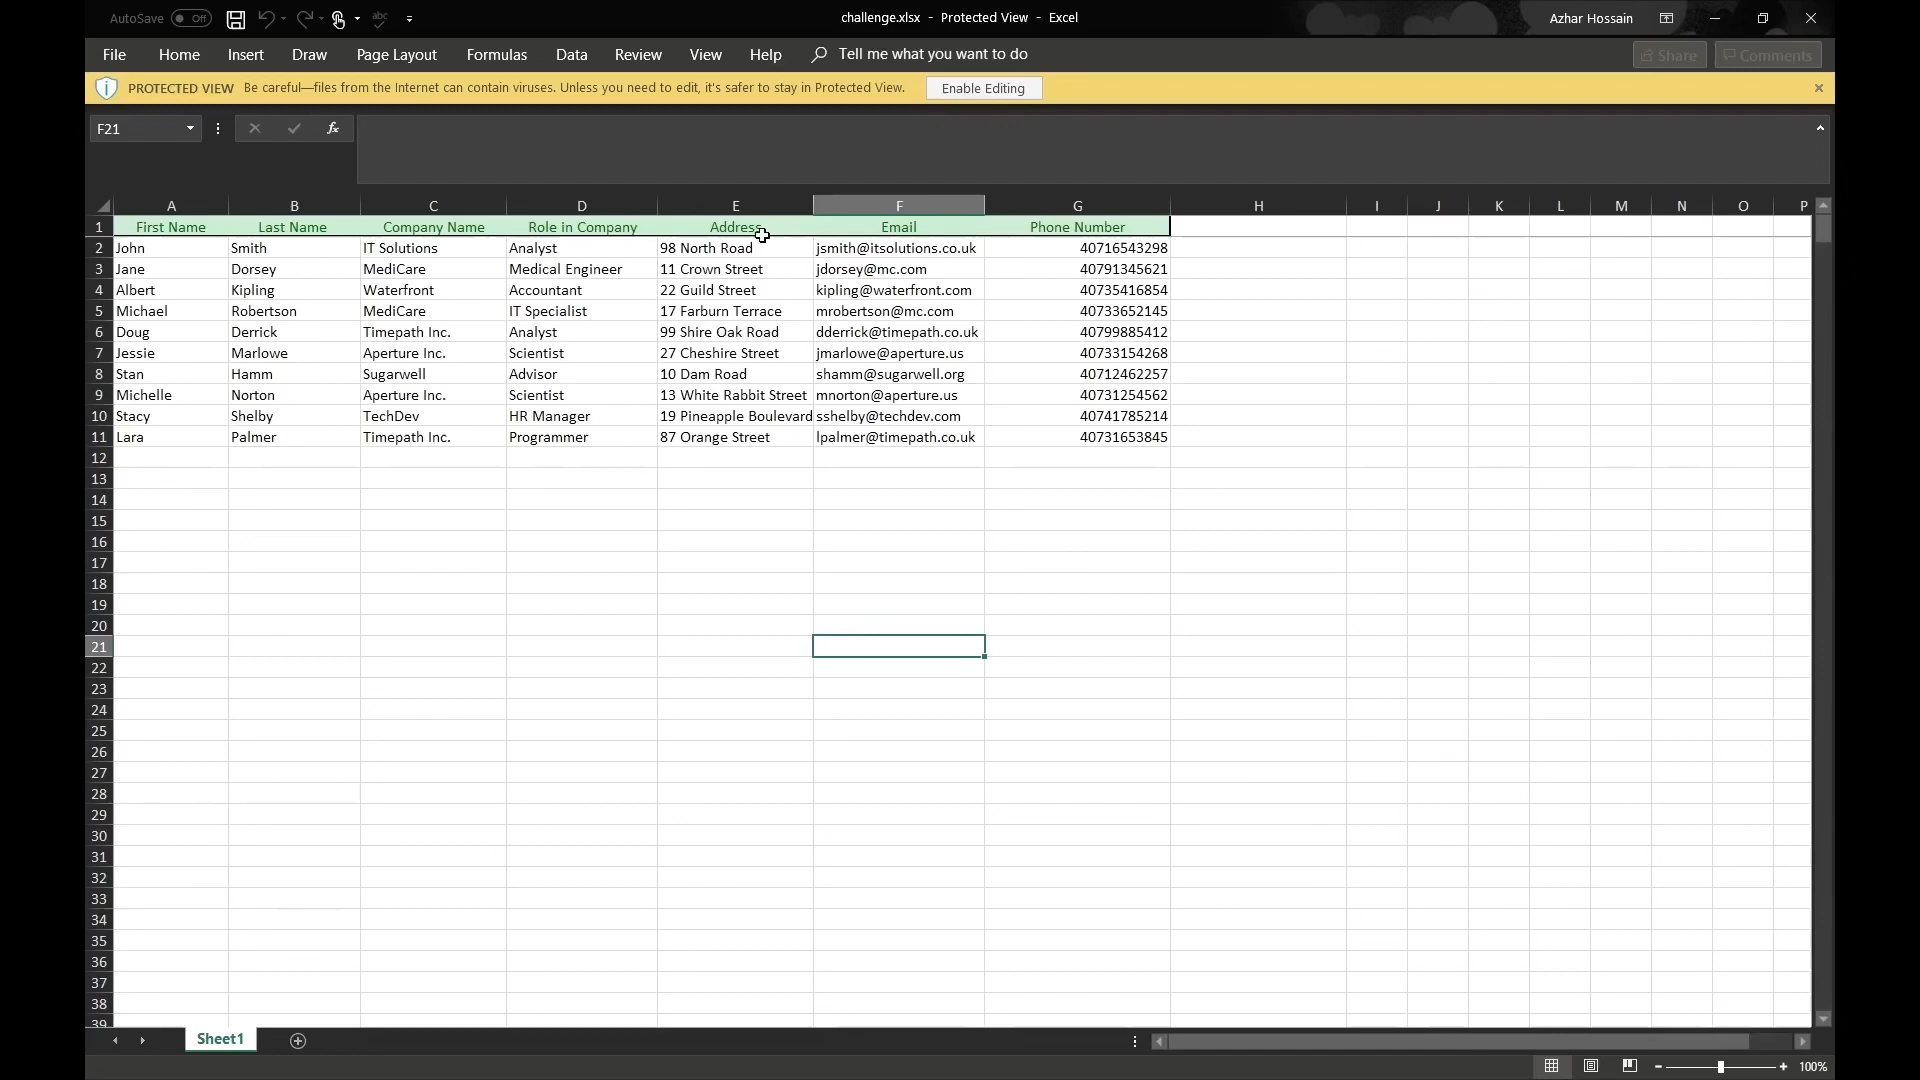 AutoSave Off challenge.xlsx - Protected View - Excel Azhar Hossain
File Home Insert Draw Page Layout Formulas Data Review View Help Tell me what you want to do Share Comments
PROTECTED VIEW Be careful—files from the Internet can contain viruses. Unless you need to edit, it's safer to stay in Protected View. Enable Editing
F21 fx
A B C D E F G H I J K L M N O P
1 First Name Last Name Company Name Role in Company Address Email Phone Number
2 John Smith IT Solutions Analyst 98 North Road jsmith@itsolutions.co.uk 40716543298
3 Jane Dorsey MediCare Medical Engineer 11 Crown Street jdorsey@mc.com 40791345621
4 Albert Kipling Waterfront Accountant 22 Guild Street kipling@waterfront.com 40735416854
5 Michael Robertson MediCare IT Specialist 17 Farburn Terrace mrobertson@mc.com 40733652145
6 Doug Derrick Timepath Inc. Analyst 99 Shire Oak Road dderrick@timepath.co.uk 40799885412
7 Jessie Marlowe Aperture Inc. Scientist 27 Cheshire Street jmarlowe@aperture.us 40733154268
8 Stan Hamm Sugarwell Advisor 10 Dam Road shamm@sugarwell.org 40712462257
9 Michelle Norton Aperture Inc. Scientist 13 White Rabbit Street mnorton@aperture.us 40731254562
10 Stacy Shelby TechDev HR Manager 19 Pineapple Boulevard sshelby@techdev.com 40741785214
11 Lara Palmer Timepath Inc. Programmer 87 Orange Street lpalmer@timepath.co.uk 40731653845
12
13
14
15
16
17
18
19
20
21
22
23
24
25
26
27
28
29
30
31
32
33
34
35
36
37
38
39
Sheet1
100%